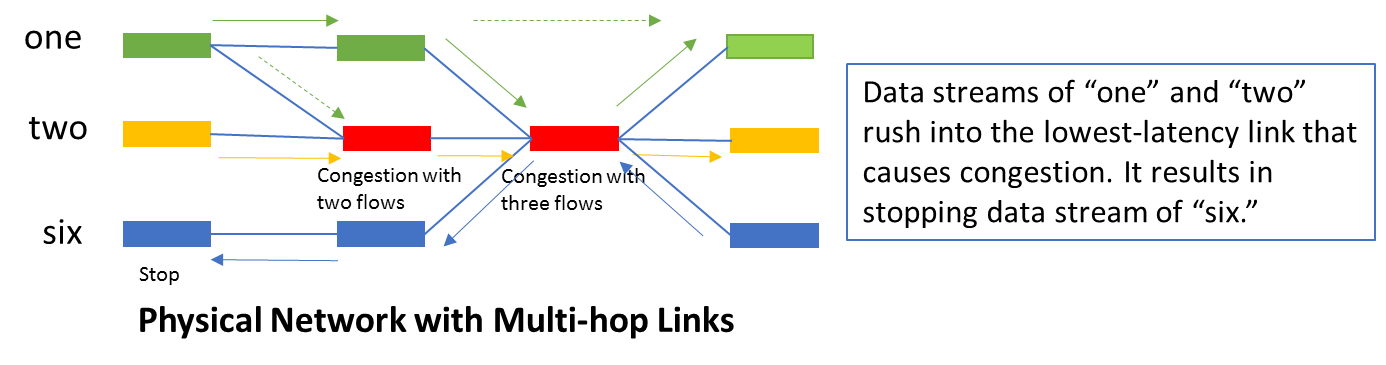 one
Data streams of “one” and “two”
rush into the lowest-latency link that
causes congestion. It results in
stopping data stream of “six.”
two
Congestion with
two flows
Congestion with
three flows
six
Stop
Physical Network with Multi-hop Links